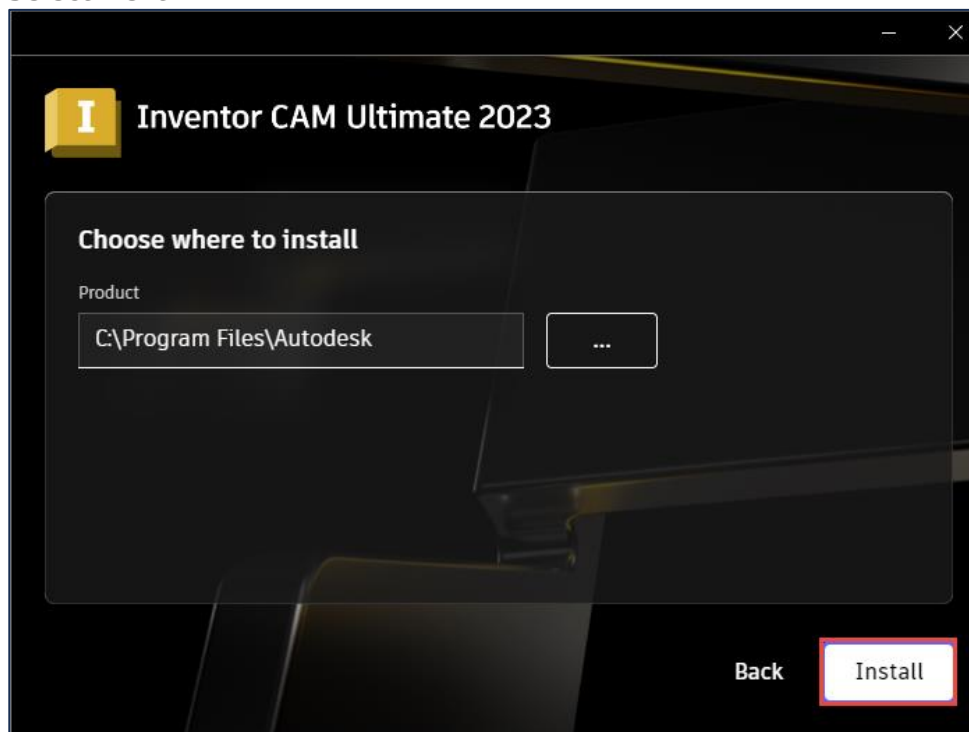 I Inventor CAM Ultimate 2023
Choose where to install
Product
C:\Program Files\Autodesk
...
Back Install